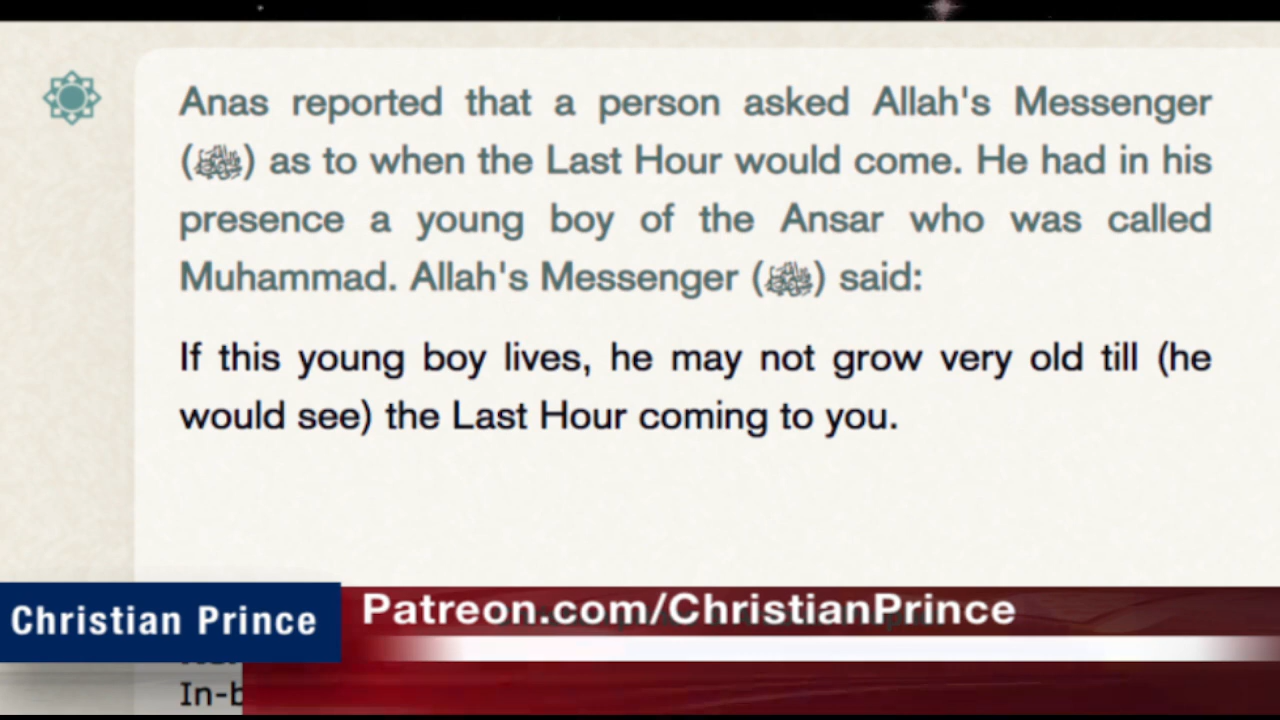 Anas reported that a person asked Allah's Messenger
(ﷺ) as to when the Last Hour would come. He had in his
presence a young boy of the Ansar who was called
Muhammad. Allah's Messenger (ﷺ) said:
If this young boy lives, he may not grow very old till (he
would see) the Last Hour coming to you.
Christian Prince
Patreon.com/ChristianPrince
In-b